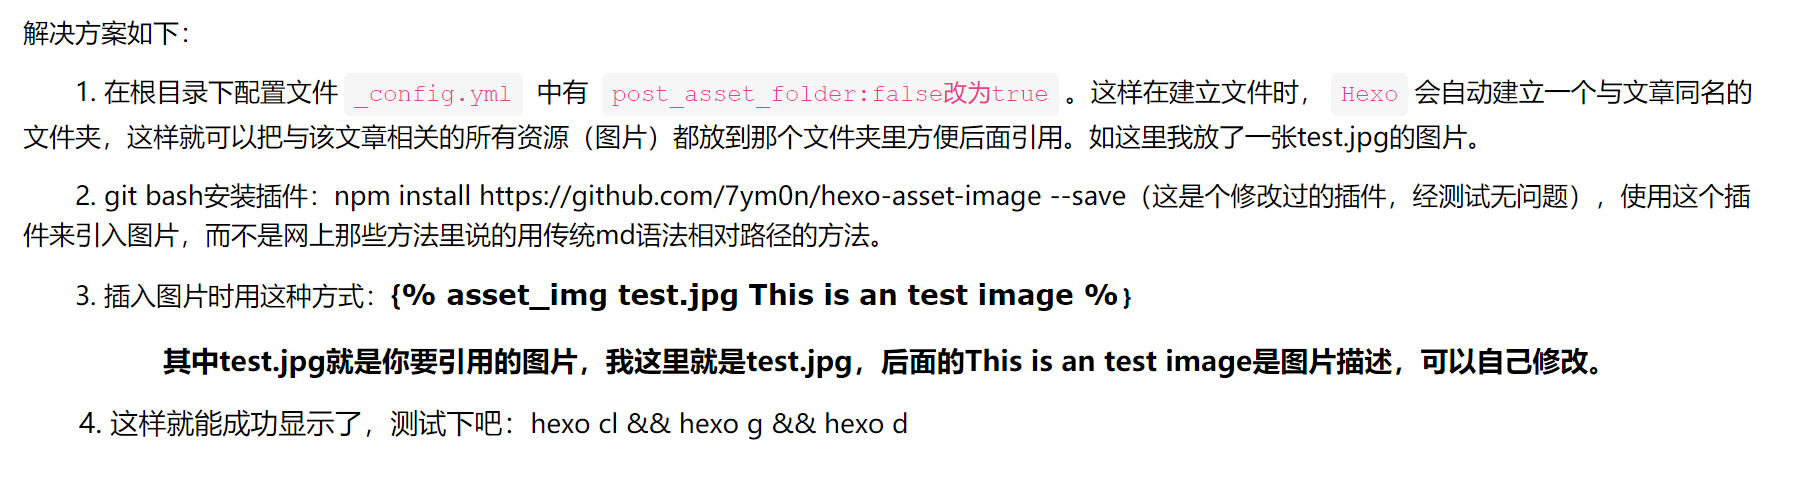 解决方案如下：
1. 在根目录下配置文件 _config.yml 中有 post_asset_folder:false改为true 。这样在建立文件时， Hexo 会自动建立一个与文章同名的
文件夹，这样就可以把与该文章相关的所有资源（图片）都放到那个文件夹里方便后面引用。如这里我放了一张test.jpg的图片。
2. git bash安装插件：npm install https://github.com/7ym0n/hexo-asset-image --save（这是个修改过的插件，经测试无问题），使用这个插
件来引入图片，而不是网上那些方法里说的用传统md语法相对路径的方法。
3. 插入图片时用这种方式：{% asset_img test.jpg This is an test image %}
其中test.jpg就是你要引用的图片，我这里就是test.jpg，后面的This is an test image是图片描述，可以自己修改。
4. 这样就能成功显示了，测试下吧：hexo cl && hexo g && hexo d